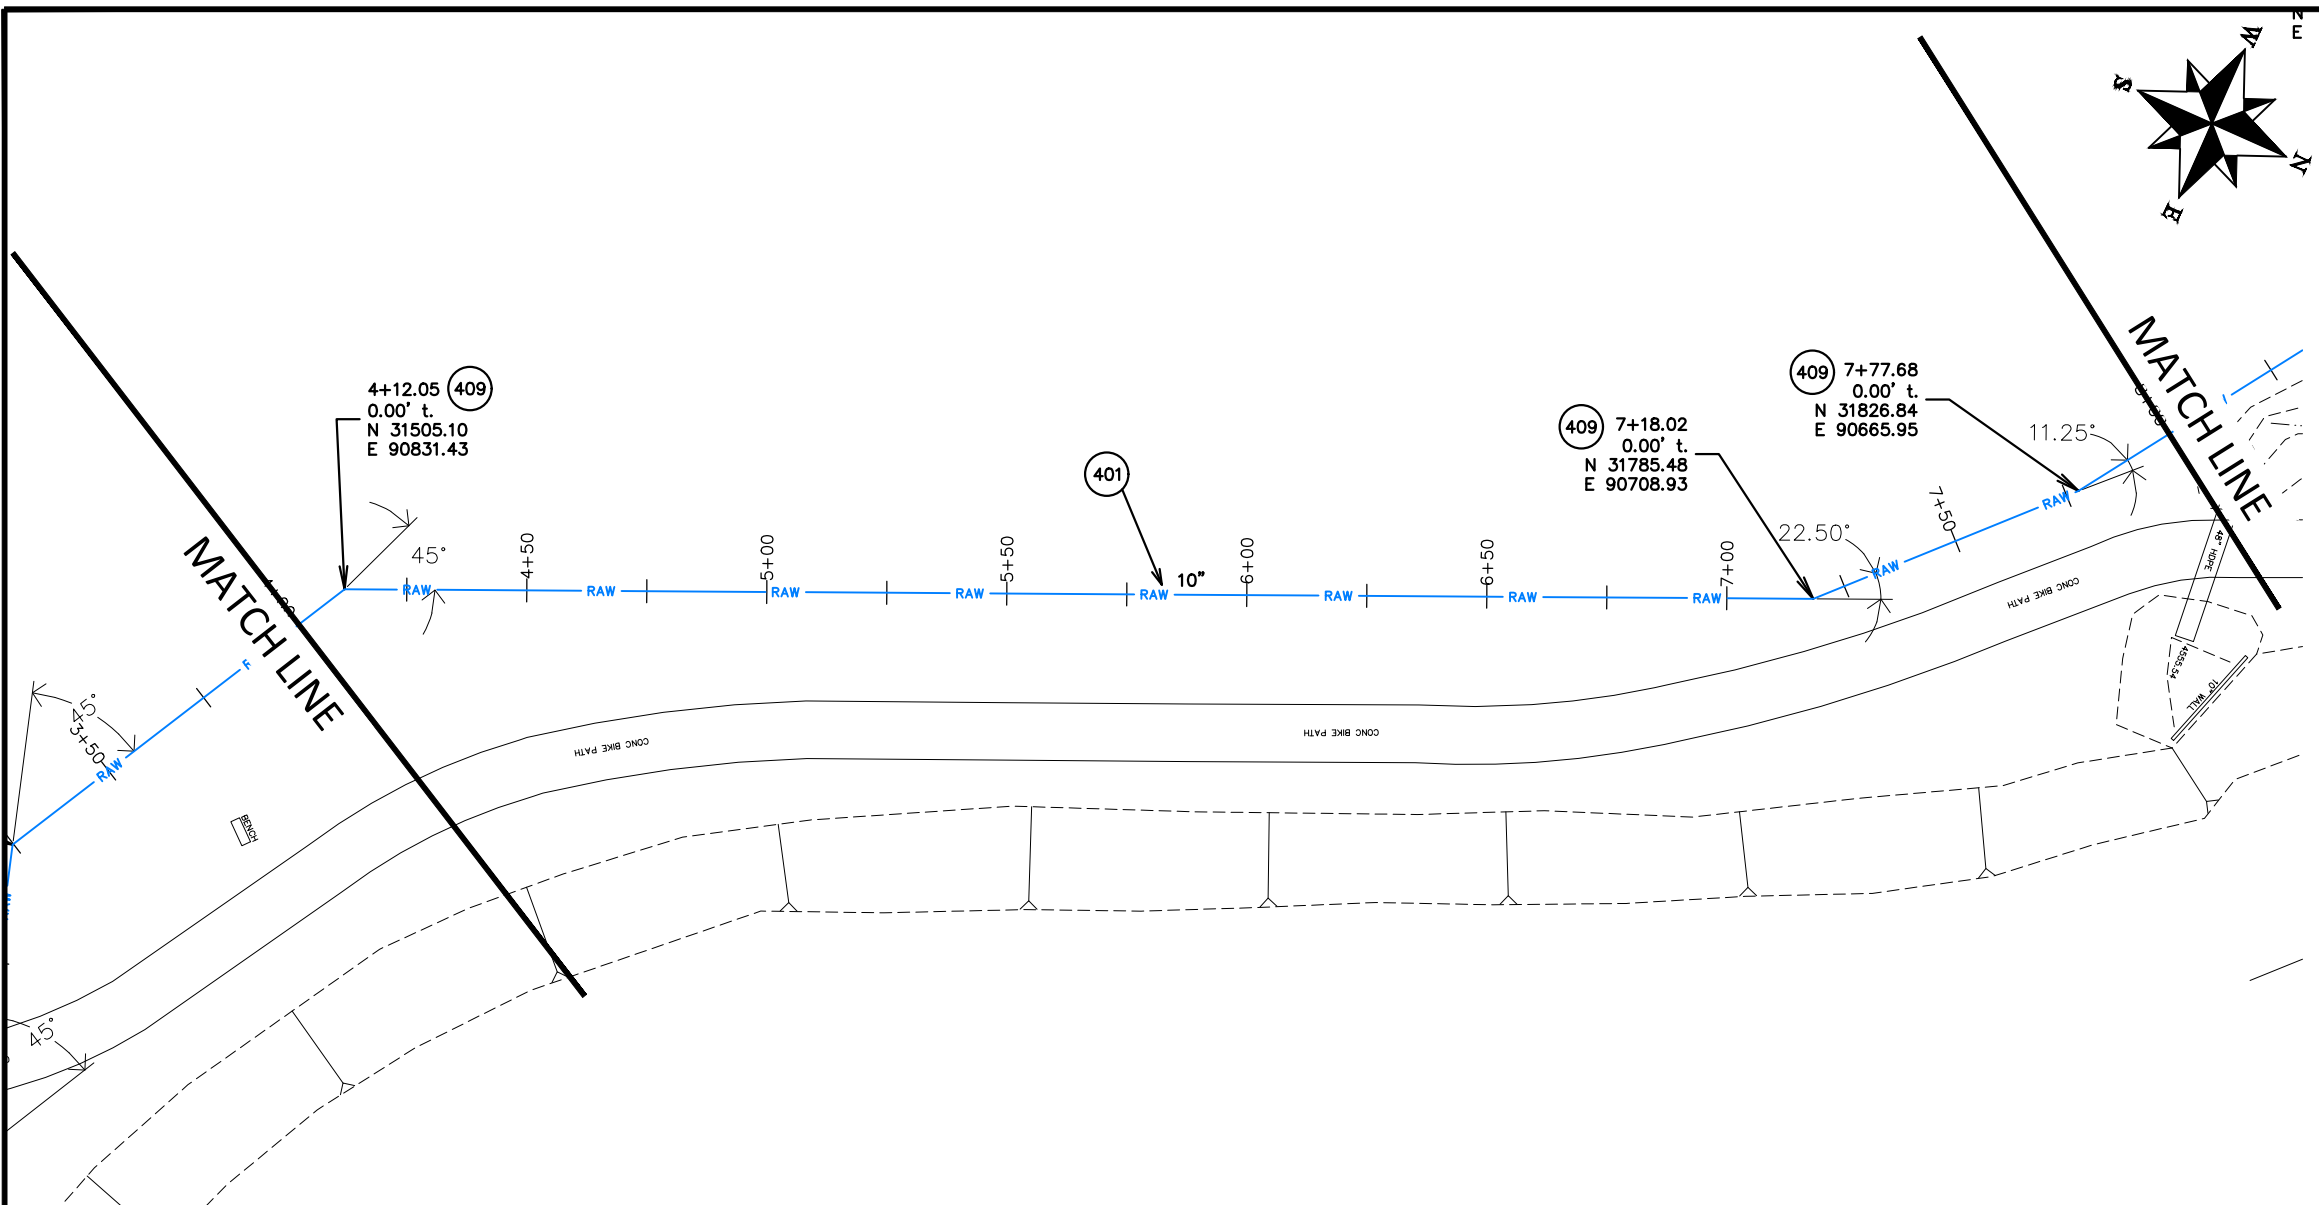 N
E
W
S
N
E
4+12.05 409
0.00' t.
N 31505.10
E 90831.43
409 7+77.68
0.00' t.
N 31826.84
E 90665.95
409 7+18.02
0.00' t.
N 31785.48
E 90708.93
401
10"
MATCH LINE
MATCH LINE
11.25°
22.50°
45°
45°
45°
3+50
4+50
5+00
5+50
6+00
6+50
7+00
7+50
RAW
RAW
RAW
RAW
RAW
RAW
RAW
RAW
RAW
RAW
RAW
CONC BIKE PATH
CONC BIKE PATH
CONC BIKE PATH
BENCH
48" HDPE
4555.54
10" WALL